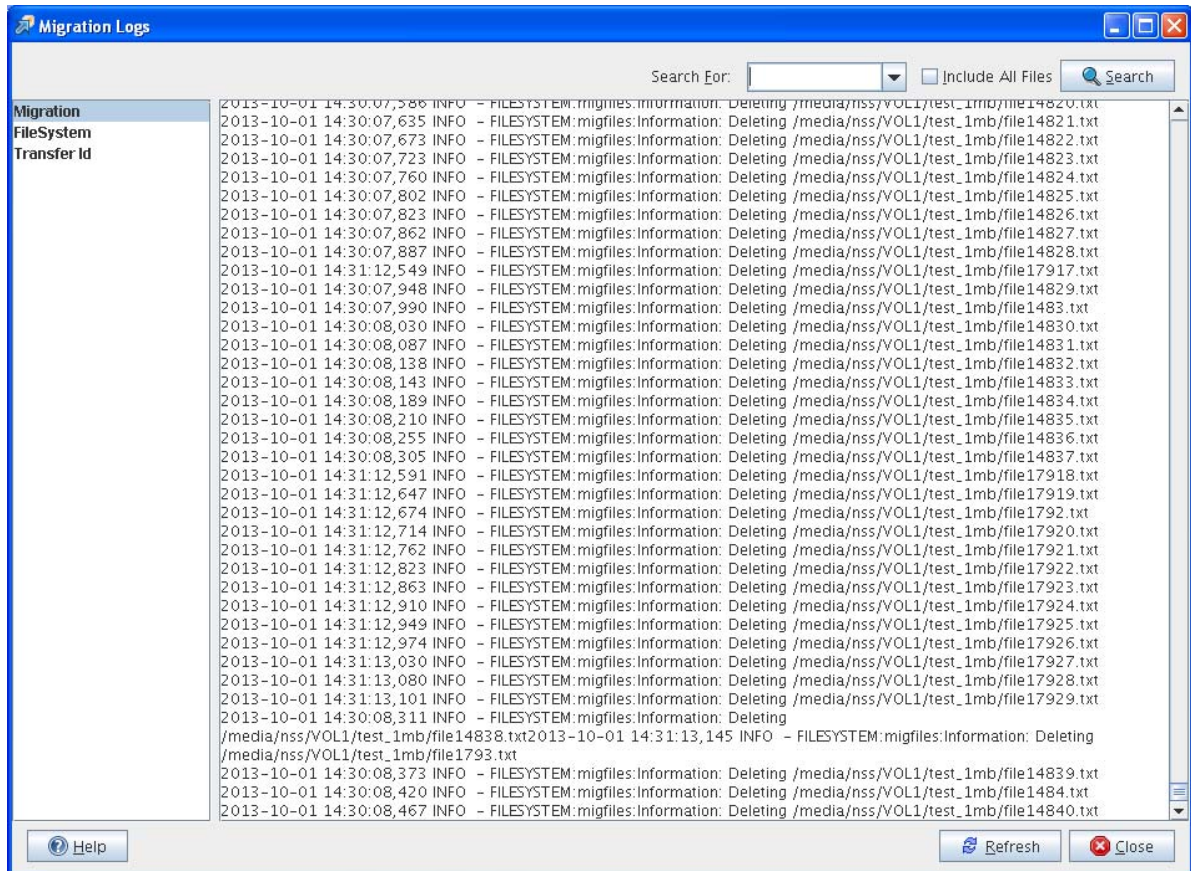 Migration Logs
Search For:
Include All Files
Search
Migration
FileSystem
Transfer Id
2013-10-01 14:30:07,586 INFO - FILESYSTEM:migfiles:Information: Deleting /media/nss/VOL1/test_1mb/file14820.txt
2013-10-01 14:30:07,635 INFO - FILESYSTEM:migfiles:Information: Deleting /media/nss/VOL1/test_1mb/file14821.txt
2013-10-01 14:30:07,673 INFO - FILESYSTEM:migfiles:Information: Deleting /media/nss/VOL1/test_1mb/file14822.txt
2013-10-01 14:30:07,723 INFO - FILESYSTEM:migfiles:Information: Deleting /media/nss/VOL1/test_1mb/file14823.txt
2013-10-01 14:30:07,760 INFO - FILESYSTEM:migfiles:Information: Deleting /media/nss/VOL1/test_1mb/file14824.txt
2013-10-01 14:30:07,802 INFO - FILESYSTEM:migfiles:Information: Deleting /media/nss/VOL1/test_1mb/file14825.txt
2013-10-01 14:30:07,823 INFO - FILESYSTEM:migfiles:Information: Deleting /media/nss/VOL1/test_1mb/file14826.txt
2013-10-01 14:30:07,862 INFO - FILESYSTEM:migfiles:Information: Deleting /media/nss/VOL1/test_1mb/file14827.txt
2013-10-01 14:30:07,887 INFO - FILESYSTEM:migfiles:Information: Deleting /media/nss/VOL1/test_1mb/file14828.txt
2013-10-01 14:31:12,549 INFO - FILESYSTEM:migfiles:Information: Deleting /media/nss/VOL1/test_1mb/file17917.txt
2013-10-01 14:30:07,948 INFO - FILESYSTEM:migfiles:Information: Deleting /media/nss/VOL1/test_1mb/file14829.txt
2013-10-01 14:30:07,990 INFO - FILESYSTEM:migfiles:Information: Deleting /media/nss/VOL1/test_1mb/file1483.txt
2013-10-01 14:30:08,030 INFO - FILESYSTEM:migfiles:Information: Deleting /media/nss/VOL1/test_1mb/file14830.txt
2013-10-01 14:30:08,087 INFO - FILESYSTEM:migfiles:Information: Deleting /media/nss/VOL1/test_1mb/file14831.txt
2013-10-01 14:30:08,138 INFO - FILESYSTEM:migfiles:Information: Deleting /media/nss/VOL1/test_1mb/file14832.txt
2013-10-01 14:30:08,143 INFO - FILESYSTEM:migfiles:Information: Deleting /media/nss/VOL1/test_1mb/file14833.txt
2013-10-01 14:30:08,189 INFO - FILESYSTEM:migfiles:Information: Deleting /media/nss/VOL1/test_1mb/file14834.txt
2013-10-01 14:30:08,210 INFO - FILESYSTEM:migfiles:Information: Deleting /media/nss/VOL1/test_1mb/file14835.txt
2013-10-01 14:30:08,255 INFO - FILESYSTEM:migfiles:Information: Deleting /media/nss/VOL1/test_1mb/file14836.txt
2013-10-01 14:30:08,305 INFO - FILESYSTEM:migfiles:Information: Deleting /media/nss/VOL1/test_1mb/file14837.txt
2013-10-01 14:31:12,591 INFO - FILESYSTEM:migfiles:Information: Deleting /media/nss/VOL1/test_1mb/file17918.txt
2013-10-01 14:31:12,647 INFO - FILESYSTEM:migfiles:Information: Deleting /media/nss/VOL1/test_1mb/file17919.txt
2013-10-01 14:31:12,674 INFO - FILESYSTEM:migfiles:Information: Deleting /media/nss/VOL1/test_1mb/file1792.txt
2013-10-01 14:31:12,714 INFO - FILESYSTEM:migfiles:Information: Deleting /media/nss/VOL1/test_1mb/file17920.txt
2013-10-01 14:31:12,762 INFO - FILESYSTEM:migfiles:Information: Deleting /media/nss/VOL1/test_1mb/file17921.txt
2013-10-01 14:31:12,823 INFO - FILESYSTEM:migfiles:Information: Deleting /media/nss/VOL1/test_1mb/file17922.txt
2013-10-01 14:31:12,863 INFO - FILESYSTEM:migfiles:Information: Deleting /media/nss/VOL1/test_1mb/file17923.txt
2013-10-01 14:31:12,910 INFO - FILESYSTEM:migfiles:Information: Deleting /media/nss/VOL1/test_1mb/file17924.txt
2013-10-01 14:31:12,949 INFO - FILESYSTEM:migfiles:Information: Deleting /media/nss/VOL1/test_1mb/file17925.txt
2013-10-01 14:31:12,974 INFO - FILESYSTEM:migfiles:Information: Deleting /media/nss/VOL1/test_1mb/file17926.txt
2013-10-01 14:31:13,030 INFO - FILESYSTEM:migfiles:Information: Deleting /media/nss/VOL1/test_1mb/file17927.txt
2013-10-01 14:31:13,080 INFO - FILESYSTEM:migfiles:Information: Deleting /media/nss/VOL1/test_1mb/file17928.txt
2013-10-01 14:31:13,101 INFO - FILESYSTEM:migfiles:Information: Deleting /media/nss/VOL1/test_1mb/file17929.txt
2013-10-01 14:30:08,311 INFO - FILESYSTEM:migfiles:Information: Deleting
/media/nss/VOL1/test_1mb/file14838.txt2013-10-01 14:31:13,145 INFO - FILESYSTEM:migfiles:Information: Deleting
/media/nss/VOL1/test_1mb/file1793.txt
2013-10-01 14:30:08,373 INFO - FILESYSTEM:migfiles:Information: Deleting /media/nss/VOL1/test_1mb/file14839.txt
2013-10-01 14:30:08,420 INFO - FILESYSTEM:migfiles:Information: Deleting /media/nss/VOL1/test_1mb/file1484.txt
2013-10-01 14:30:08,467 INFO - FILESYSTEM:migfiles:Information: Deleting /media/nss/VOL1/test_1mb/file14840.txt
Help
Refresh
Close